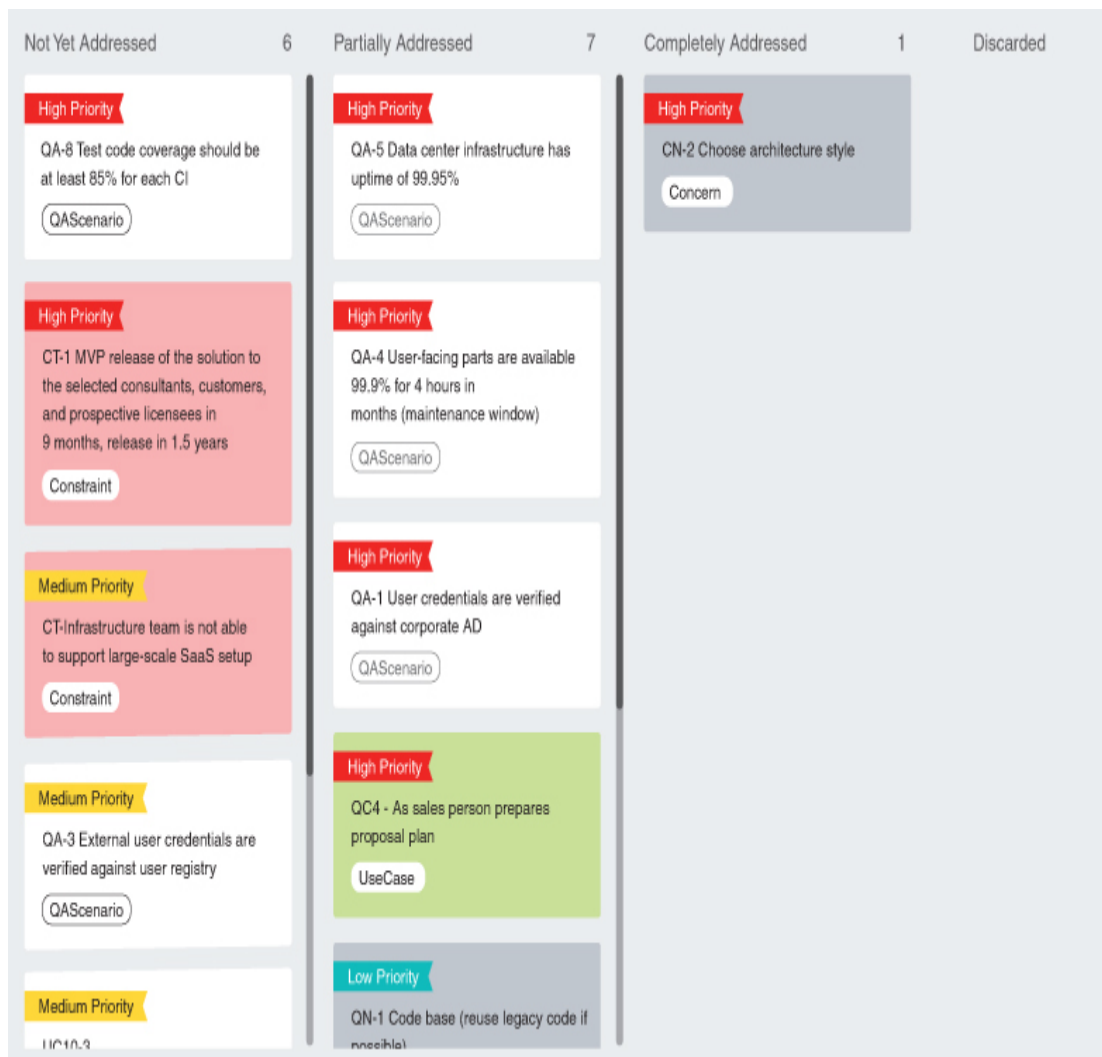 Not Yet Addressed 6
High Priority
QA-8 Test code coverage should be
at least 85% for each CI
QAScenario
High Priority
CT-1 MVP release of the solution to
the selected consultants, customers,
and prospective licensees in
9 months, release in 1.5 years
Constraint
Medium Priority
CT-Infrastructure team is not able
to support large-scale SaaS setup
Constraint
Medium Priority
QA-3 External user credentials are
verified against user registry
QAScenario
Medium Priority
UC10-3
Partially Addressed 7
High Priority
QA-5 Data center infrastructure has
uptime of 99.95%
QAScenario
High Priority
QA-4 User-facing parts are available
99.9% for 4 hours in
months (maintenance window)
QAScenario
High Priority
QA-1 User credentials are verified
against corporate AD
QAScenario
High Priority
QC4 - As sales person prepares
proposal plan
UseCase
Low Priority
QN-1 Code base (reuse legacy code if
possible)
Completely Addressed 1
High Priority
CN-2 Choose architecture style
Concern
Discarded